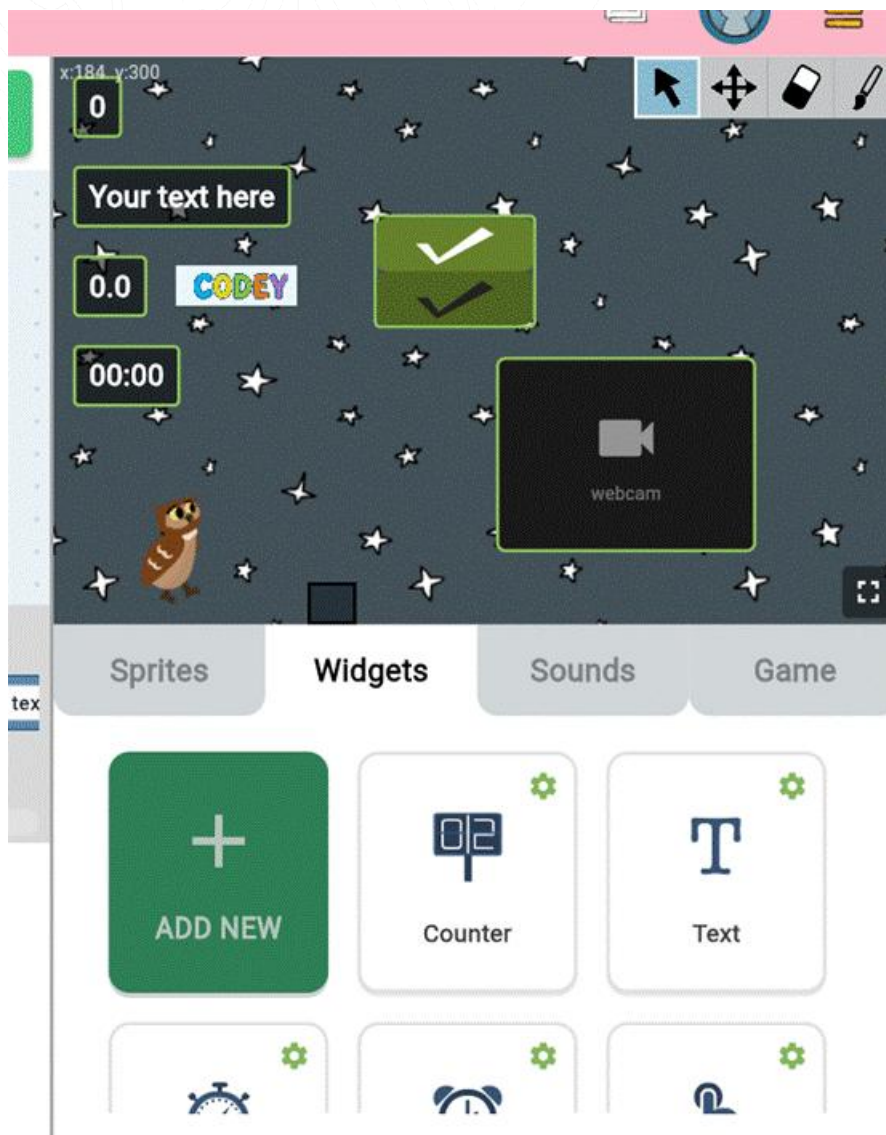 x:184 y:300
0
Your text here
0.0
CODEY
00:00
webcam
Sprites
Widgets
Sounds
Game
tex
ADD NEW
02
Counter
T
Text